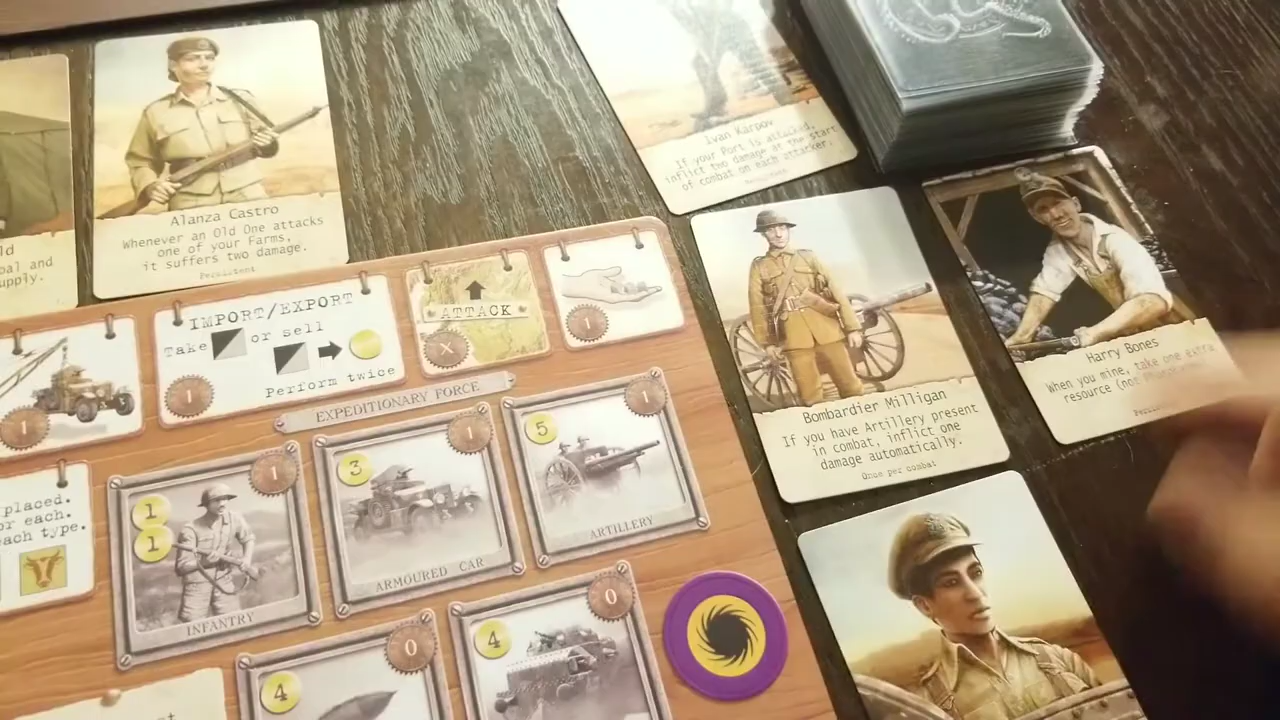 ld
oal and
upply.
Alanza Castro
Whenever an Old One attacks
one of your Farms,
it suffers two damage.
Persistent
Ivan Karpov
If your Port is attacked,
inflict two damage at the start
of combat on each attacker.
Bombardier Milligan
If you have Artillery present
in combat, inflict one
damage automatically.
Once per combat
Harry Bones
When you mine, take one extra
resource (not
1
IMPORT/EXPORT
Take or sell
Perform twice
1
ATTACK
X
1
EXPEDITIONARY FORCE
placed.
or each.
each type.
1
1
1
INFANTRY
3
1
ARMOURED CAR
5
1
ARTILLERY
4
0
4
0